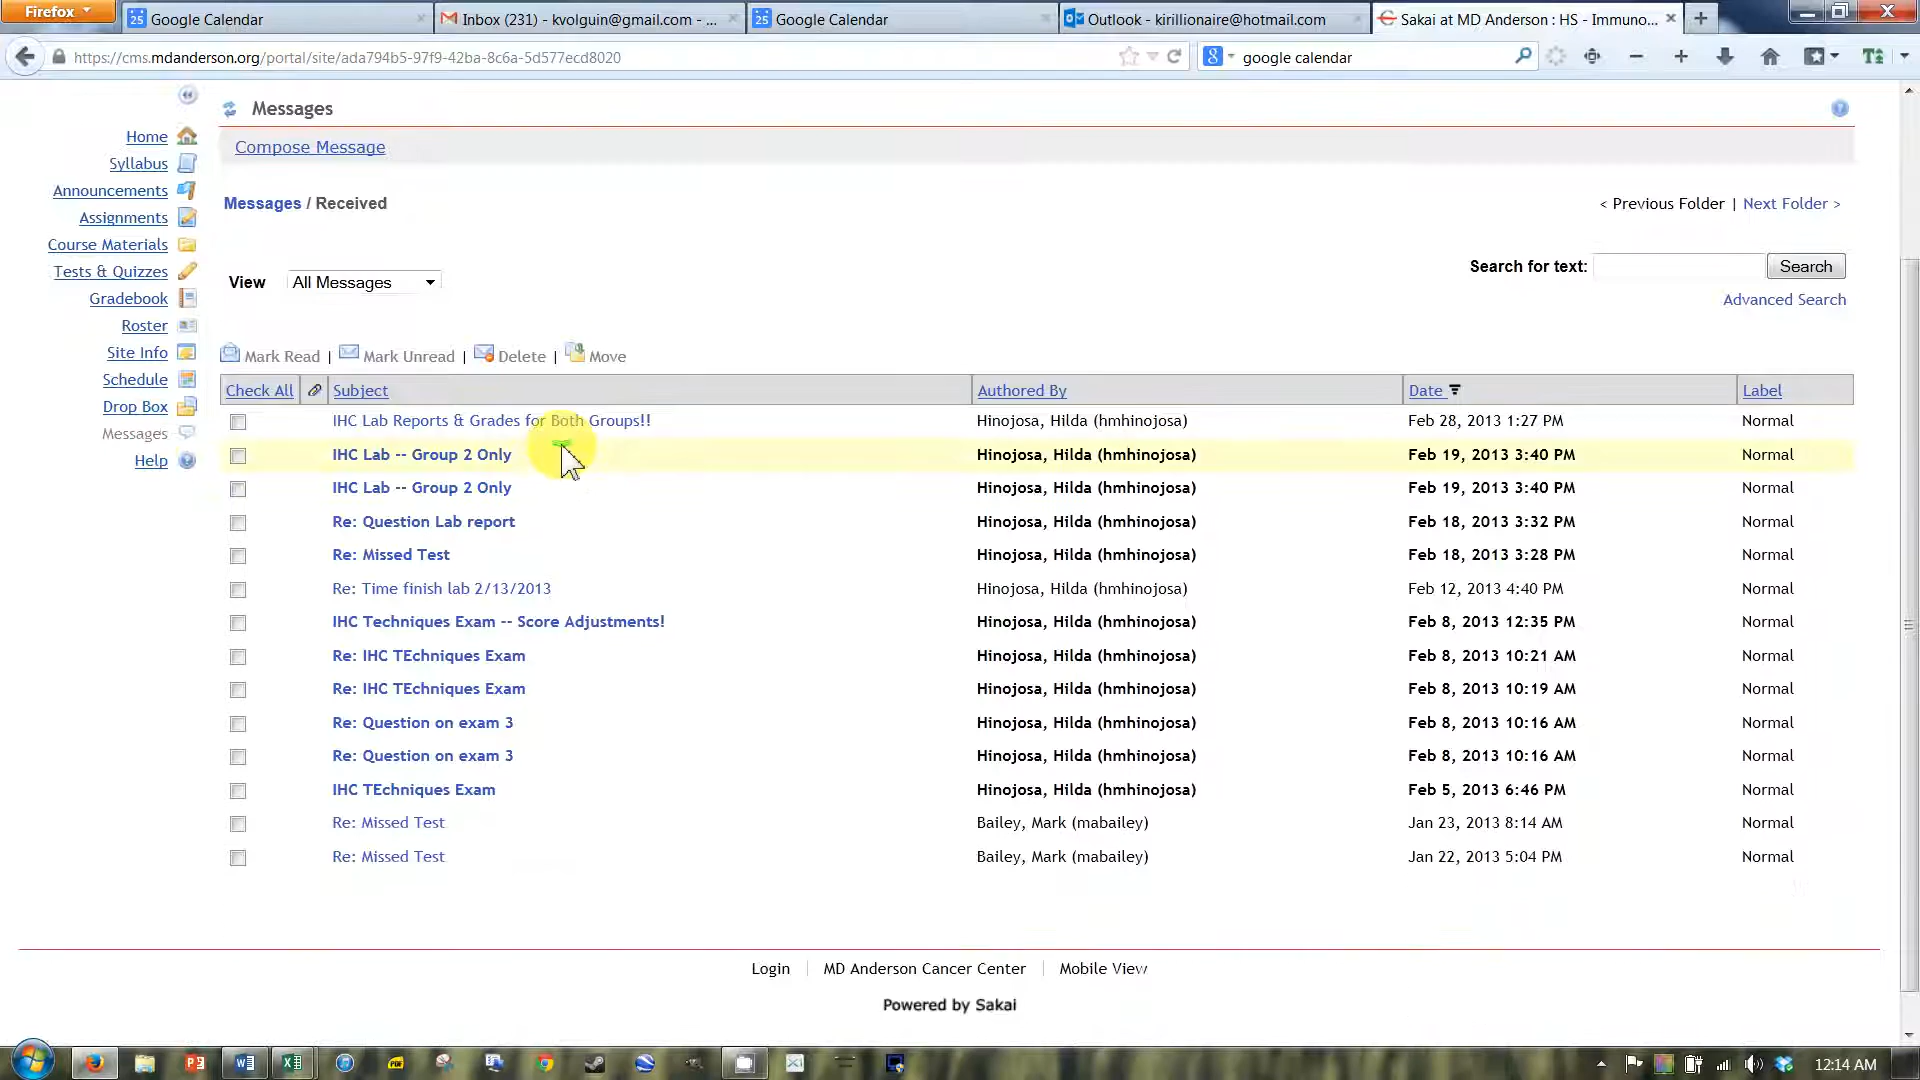 Firefox
Google Calendar
Inbox (231) - kvolguin@gmail.com - ...
Google Calendar
Outlook - kirillionaire@hotmail.com
Sakai at MD Anderson : HS - Immuno...
https://cms.mdanderson.org/portal/site/ada794b5-97f9-42ba-8c6a-5d577ecd8020
google calendar
Messages
Compose Message
Messages / Received
< Previous Folder | Next Folder >
View All Messages
Search for text: Search
Advanced Search
Home
Syllabus
Announcements
Assignments
Course Materials
Tests & Quizzes
Gradebook
Roster
Site Info
Schedule
Drop Box
Messages
Help
Mark Read | Mark Unread | Delete | Move
Check All Subject Authored By Date Label
IHC Lab Reports & Grades for Both Groups!! Hinojosa, Hilda (hmhinojosa) Feb 28, 2013 1:27 PM Normal
IHC Lab -- Group 2 Only Hinojosa, Hilda (hmhinojosa) Feb 19, 2013 3:40 PM Normal
IHC Lab -- Group 2 Only Hinojosa, Hilda (hmhinojosa) Feb 19, 2013 3:40 PM Normal
Re: Question Lab report Hinojosa, Hilda (hmhinojosa) Feb 18, 2013 3:32 PM Normal
Re: Missed Test Hinojosa, Hilda (hmhinojosa) Feb 18, 2013 3:28 PM Normal
Re: Time finish lab 2/13/2013 Hinojosa, Hilda (hmhinojosa) Feb 12, 2013 4:40 PM Normal
IHC Techniques Exam -- Score Adjustments! Hinojosa, Hilda (hmhinojosa) Feb 8, 2013 12:35 PM Normal
Re: IHC TEchniques Exam Hinojosa, Hilda (hmhinojosa) Feb 8, 2013 10:21 AM Normal
Re: IHC TEchniques Exam Hinojosa, Hilda (hmhinojosa) Feb 8, 2013 10:19 AM Normal
Re: Question on exam 3 Hinojosa, Hilda (hmhinojosa) Feb 8, 2013 10:16 AM Normal
Re: Question on exam 3 Hinojosa, Hilda (hmhinojosa) Feb 8, 2013 10:16 AM Normal
IHC TEchniques Exam Hinojosa, Hilda (hmhinojosa) Feb 5, 2013 6:46 PM Normal
Re: Missed Test Bailey, Mark (mabailey) Jan 23, 2013 8:14 AM Normal
Re: Missed Test Bailey, Mark (mabailey) Jan 22, 2013 5:04 PM Normal
Login | MD Anderson Cancer Center | Mobile View
Powered by Sakai
12:14 AM